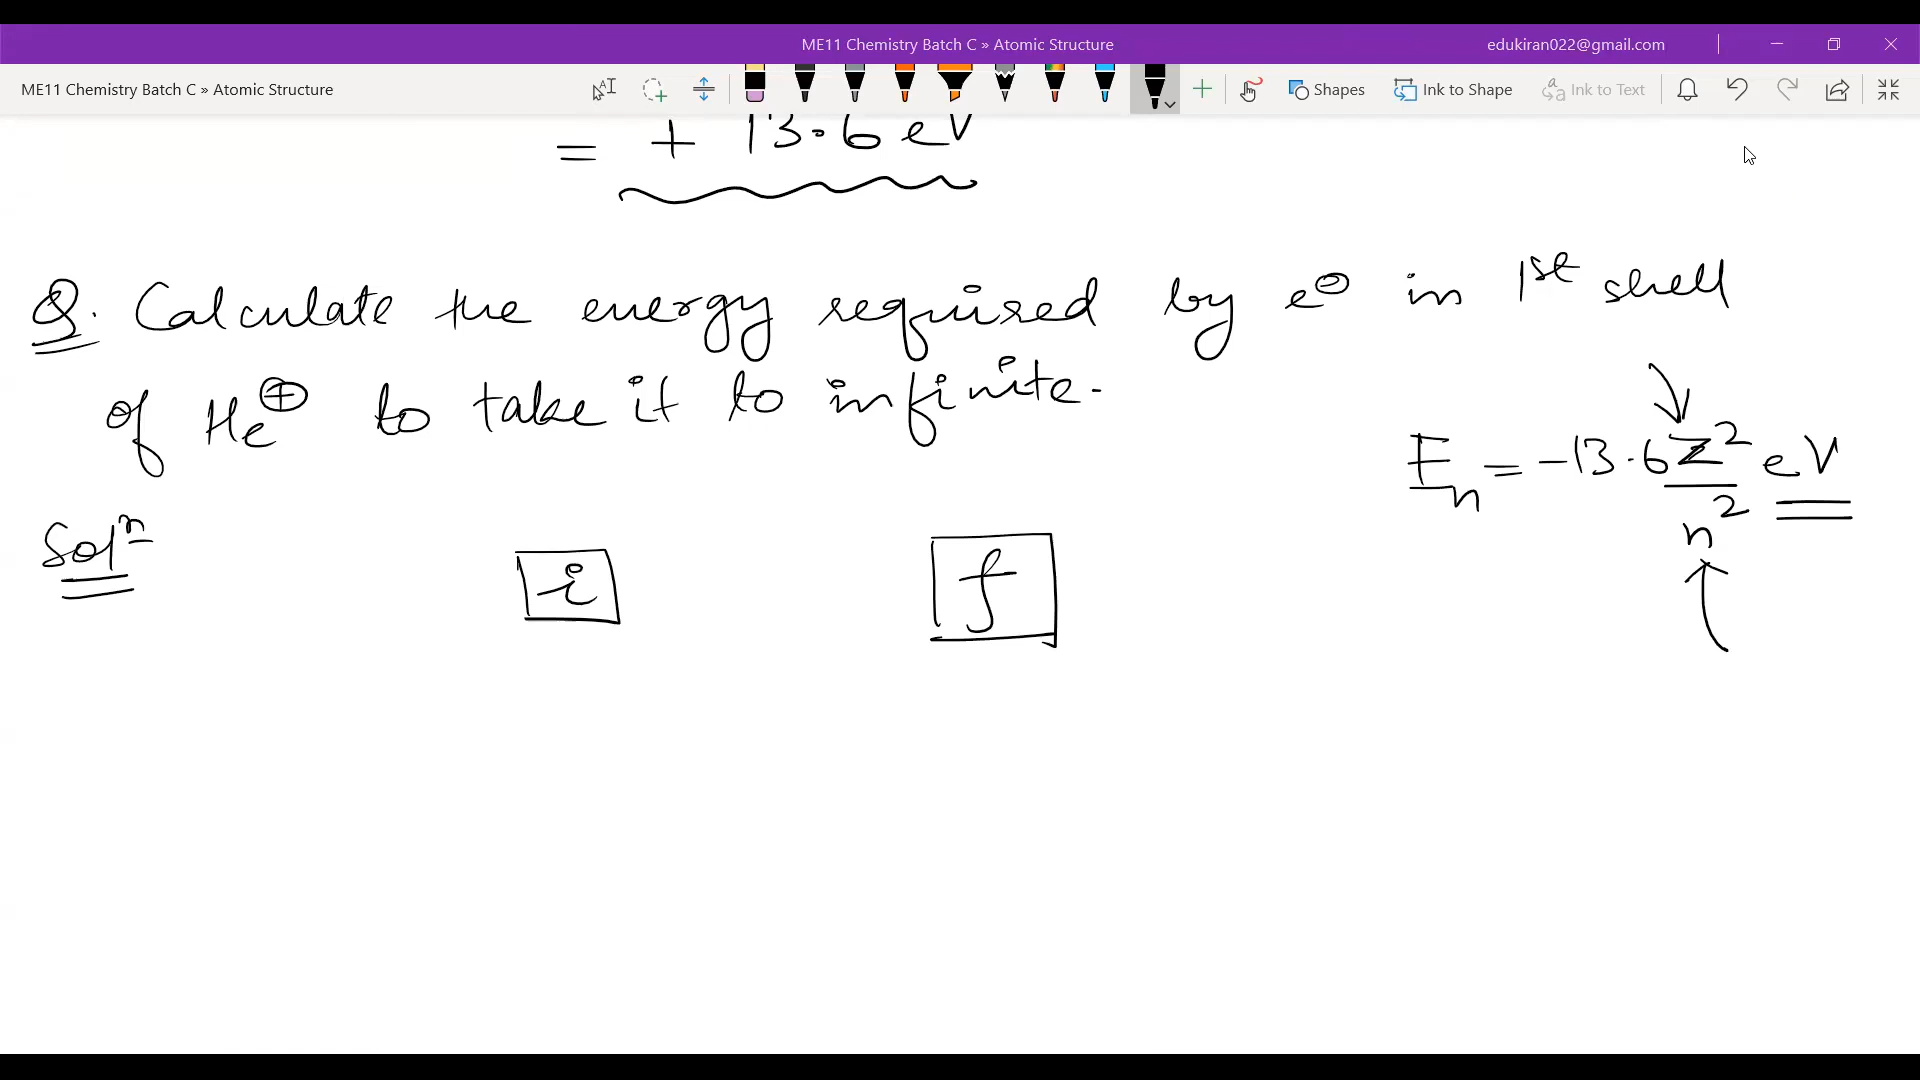 ME11 Chemistry Batch C » Atomic Structure
edukiran022@gmail.com
ME11 Chemistry Batch C » Atomic Structure
Shapes
Ink to Shape
Ink to Text
= + 13.6 eV
Q. Calculate the energy required by e⊖ in 1st shell
of He⊕ to take it to infinite.
Eₙ = -13.6 Z²/n² eV
Solⁿ
i
f